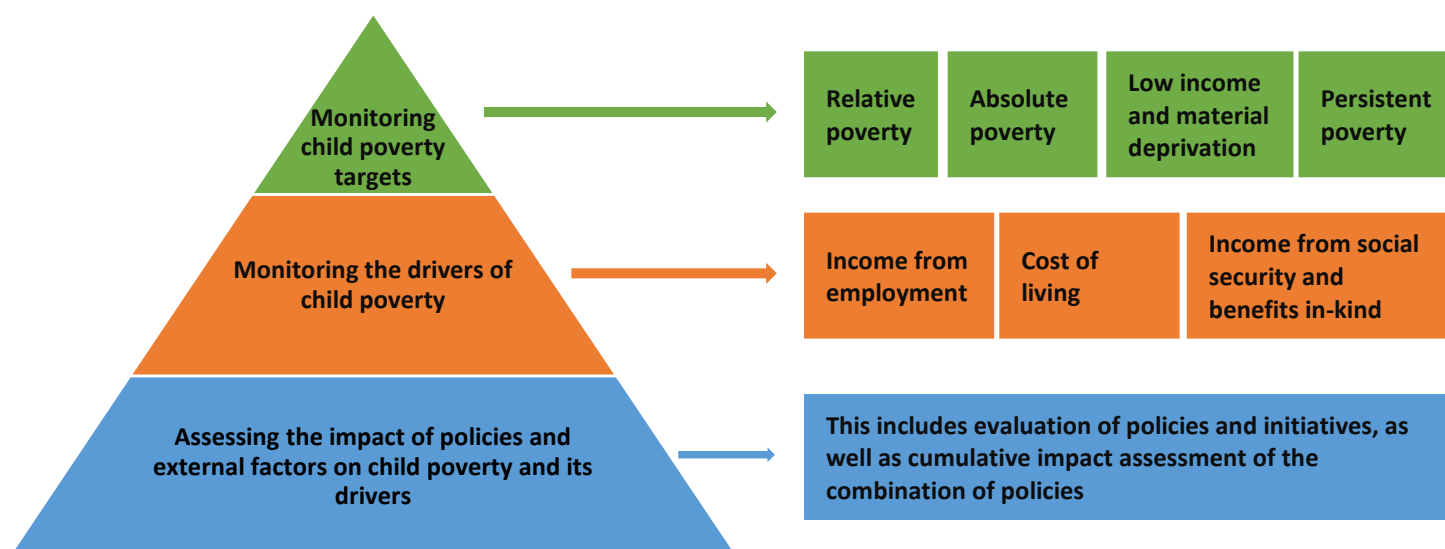 Monitoring
child poverty
targets
Relative
poverty
Absolute
poverty
Low income
and material
deprivation
Persistent
poverty
Monitoring the drivers of
child poverty
Income from
employment
Cost of
living
Income from social
security and
benefits in-kind
Assessing the impact of policies and
external factors on child poverty and its
drivers
This includes evaluation of policies and initiatives, as
well as cumulative impact assessment of the
combination of policies